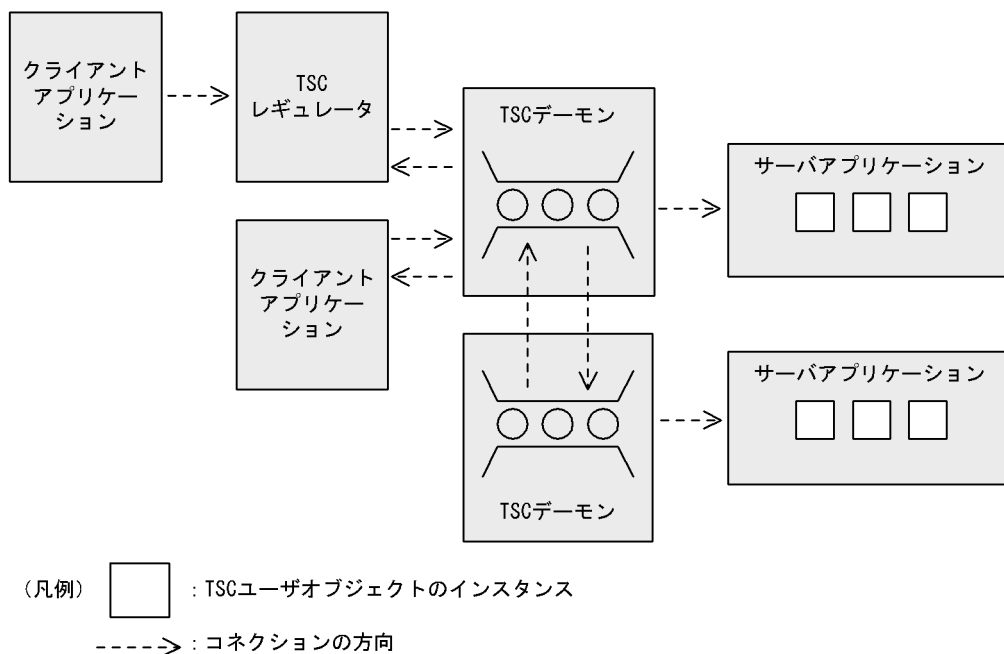 クライアント
アプリケー
ション
TSC
レギュレータ
TSCデーモン
サーバアプリケーション
クライアント
アプリケー
ション
サーバアプリケーション
TSCデーモン
(凡例)
：TSCユーザオブジェクトのインスタンス
：コネクションの方向